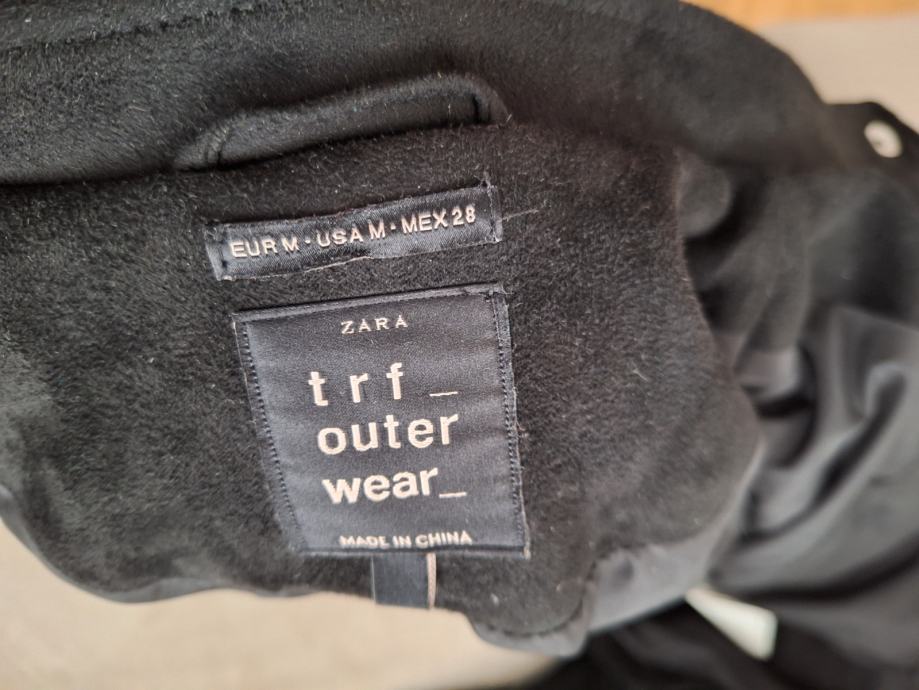 EUR M · USA M · MEX 28
ZARA
trf_
outer
wear_
MADE IN CHINA